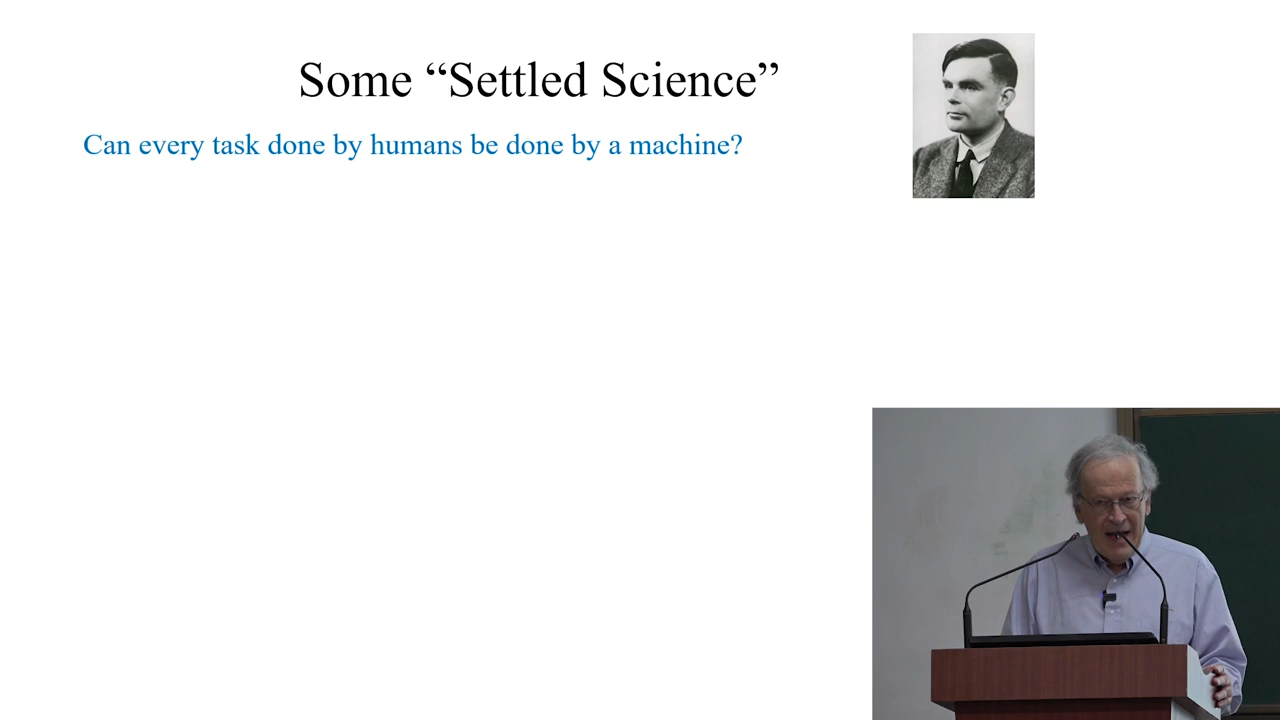 Some “Settled Science”
Can every task done by humans be done by a machine?